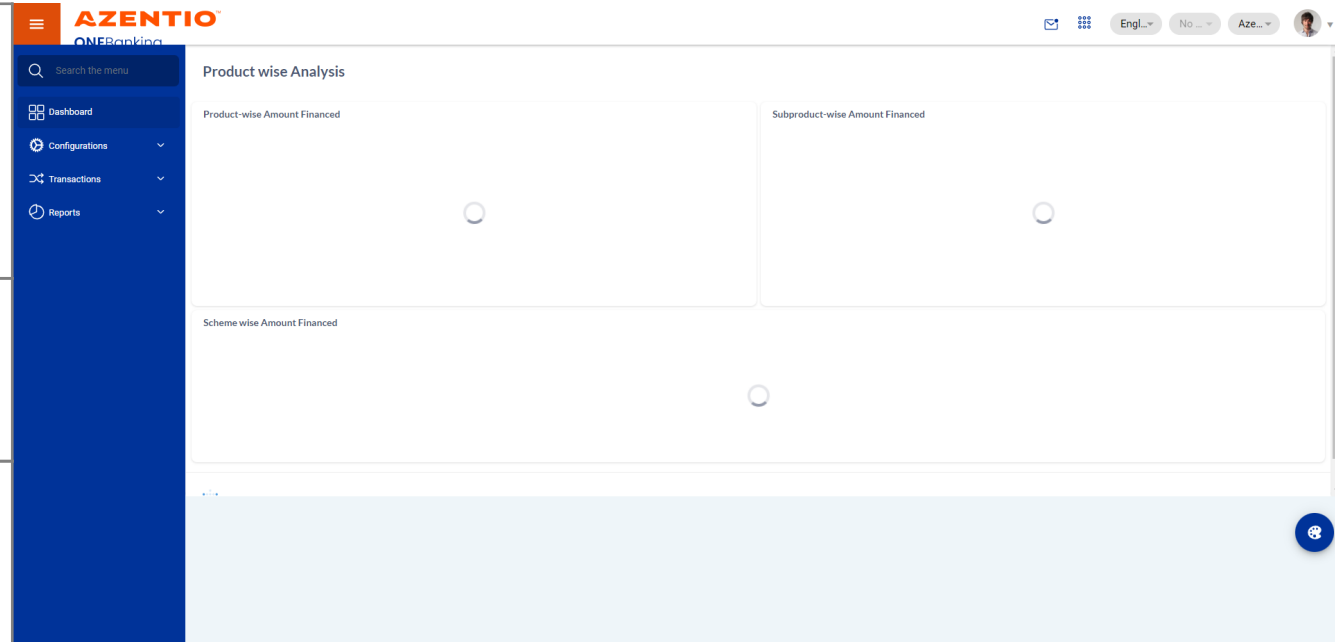 AZENTIO™
ONEBanking
Engl...
No ...
Aze...
Search the menu
Dashboard
Configurations
Transactions
Reports
Product wise Analysis
Product-wise Amount Financed
Subproduct-wise Amount Financed
Scheme wise Amount Financed